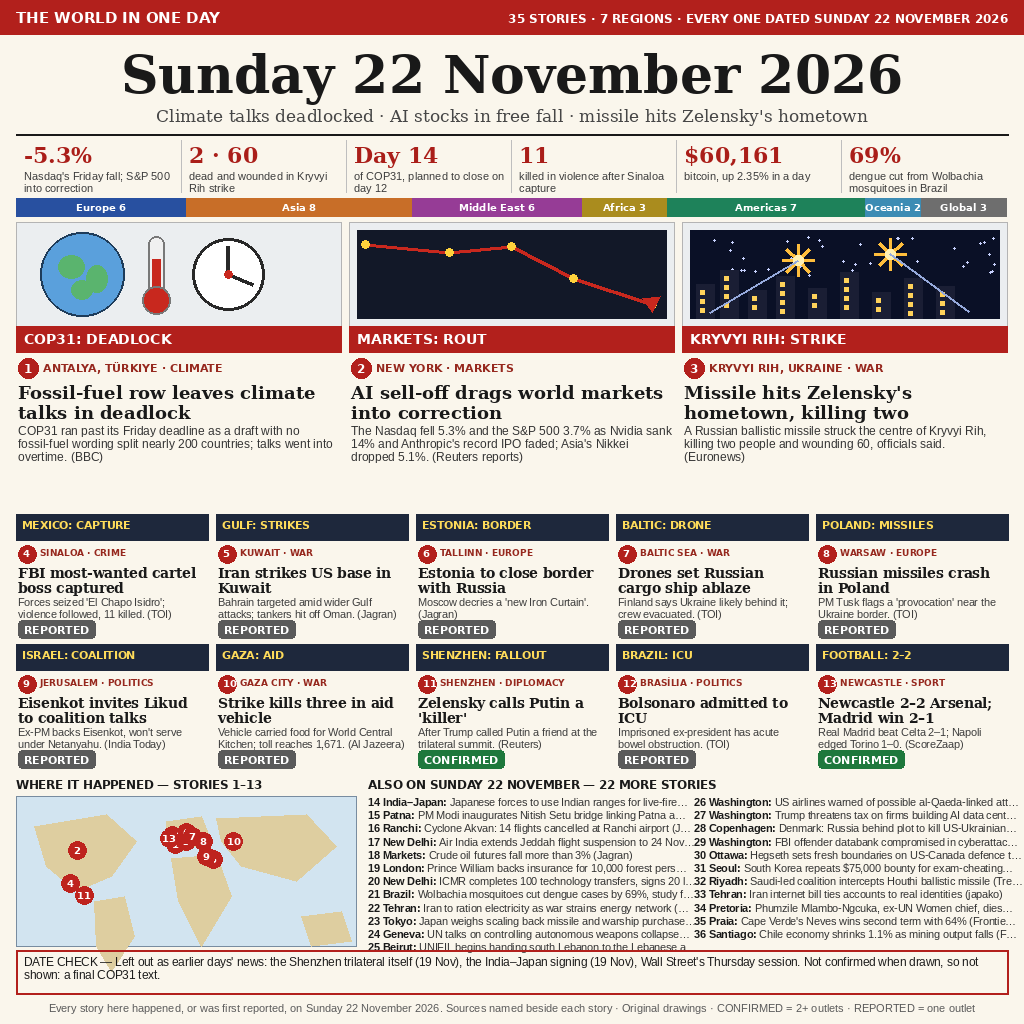 THE WORLD IN ONE DAY
35 STORIES · 7 REGIONS · EVERY ONE DATED SUNDAY 22 NOVEMBER 2026
Sunday 22 November 2026
Climate talks deadlocked · AI stocks in free fall · missile hits Zelensky's hometown
-5.3%
Nasdaq's Friday fall; S&P 500
into correction
2 · 60
dead and wounded in Kryvyi
Rih strike
Day 14
of COP31, planned to close on
day 12
11
killed in violence after Sinaloa
capture
$60,161
bitcoin, up 2.35% in a day
69%
dengue cut from Wolbachia
mosquitoes in Brazil
Europe 6
Asia 8
Middle East 6
Africa 3
Americas 7
Oceania 2
Global 3
COP31: DEADLOCK
1 ANTALYA, TÜRKIYE · CLIMATE
Fossil-fuel row leaves climate
talks in deadlock
COP31 ran past its Friday deadline as a draft with no
fossil-fuel wording split nearly 200 countries; talks went into
overtime. (BBC)
MARKETS: ROUT
2 NEW YORK · MARKETS
AI sell-off drags world markets
into correction
The Nasdaq fell 5.3% and the S&P 500 3.7% as Nvidia sank
14% and Anthropic's record IPO faded; Asia's Nikkei
dropped 5.1%. (Reuters reports)
KRYVYI RIH: STRIKE
3 KRYVYI RIH, UKRAINE · WAR
Missile hits Zelensky's
hometown, killing two
A Russian ballistic missile struck the centre of Kryvyi Rih,
killing two people and wounding 60, officials said.
(Euronews)
MEXICO: CAPTURE
4 SINALOA · CRIME
FBI most-wanted cartel
boss captured
Forces seized 'El Chapo Isidro';
violence followed, 11 killed. (TOI)
REPORTED
GULF: STRIKES
5 KUWAIT · WAR
Iran strikes US base in
Kuwait
Bahrain targeted amid wider Gulf
attacks; tankers hit off Oman. (Jagran)
REPORTED
ESTONIA: BORDER
6 TALLINN · EUROPE
Estonia to close border
with Russia
Moscow decries a 'new Iron Curtain'.
(Jagran)
REPORTED
BALTIC: DRONE
7 BALTIC SEA · WAR
Drones set Russian
cargo ship ablaze
Finland says Ukraine likely behind it;
crew evacuated. (TOI)
REPORTED
POLAND: MISSILES
8 WARSAW · EUROPE
Russian missiles crash
in Poland
PM Tusk flags a 'provocation' near the
Ukraine border. (TOI)
REPORTED
ISRAEL: COALITION
9 JERUSALEM · POLITICS
Eisenkot invites Likud
to coalition talks
Ex-PM backs Eisenkot, won't serve
under Netanyahu. (India Today)
REPORTED
GAZA: AID
10 GAZA CITY · WAR
Strike kills three in aid
vehicle
Vehicle carried food for World Central
Kitchen; toll reaches 1,671. (Al Jazeera)
REPORTED
SHENZHEN: FALLOUT
11 SHENZHEN · DIPLOMACY
Zelensky calls Putin a
'killer'
After Trump called Putin a friend at the
trilateral summit. (Reuters)
CONFIRMED
BRAZIL: ICU
12 BRASÍLIA · POLITICS
Bolsonaro admitted to
ICU
Imprisoned ex-president has acute
bowel obstruction. (TOI)
REPORTED
FOOTBALL: 2–2
13 NEWCASTLE · SPORT
Newcastle 2–2 Arsenal;
Madrid win 2–1
Real Madrid beat Celta 2–1; Napoli
edged Torino 1–0. (ScoreZaap)
CONFIRMED
WHERE IT HAPPENED — STORIES 1–13
2
13
7
8
10
9
4
11
ALSO ON SUNDAY 22 NOVEMBER — 22 MORE STORIES
14 India–Japan: Japanese forces to use Indian ranges for live-fire…
15 Patna: PM Modi inaugurates Nitish Setu bridge linking Patna a…
16 Ranchi: Cyclone Akvan: 14 flights cancelled at Ranchi airport (J…
17 New Delhi: Air India extends Jeddah flight suspension to 24 Nov…
18 Markets: Crude oil futures fall more than 3% (Jagran)
19 London: Prince William backs insurance for 10,000 forest pers…
20 New Delhi: ICMR completes 100 technology transfers, signs 20 l…
21 Brazil: Wolbachia mosquitoes cut dengue cases by 69%, study f…
22 Tehran: Iran to ration electricity as war strains energy network (…
23 Tokyo: Japan weighs scaling back missile and warship purchase…
24 Geneva: UN talks on controlling autonomous weapons collapse…
25 Beirut: UNIFIL begins handing south Lebanon to the Lebanese a…
26 Washington: US airlines warned of possible al-Qaeda-linked att…
27 Washington: Trump threatens tax on firms building AI data cent…
28 Copenhagen: Denmark: Russia behind plot to kill US-Ukrainian…
29 Washington: FBI offender databank compromised in cyberattac…
30 Ottawa: Hegseth sets fresh boundaries on US-Canada defence t…
31 Seoul: South Korea repeats $75,000 bounty for exam-cheating…
32 Riyadh: Saudi-led coalition intercepts Houthi ballistic missile (Tre…
33 Tehran: Iran internet bill ties accounts to real identities (japako)
34 Pretoria: Phumzile Mlambo-Ngcuka, ex-UN Women chief, dies…
35 Praia: Cape Verde's Neves wins second term with 64% (Frontie…
36 Santiago: Chile economy shrinks 1.1% as mining output falls (F…
DATE CHECK — Left out as earlier days' news: the Shenzhen trilateral itself (19 Nov), the India–Japan signing (19 Nov), Wall Street's Thursday session. Not confirmed when drawn, so not
shown: a final COP31 text.
Every story here happened, or was first reported, on Sunday 22 November 2026. Sources named beside each story · Original drawings · CONFIRMED = 2+ outlets · REPORTED = one outlet